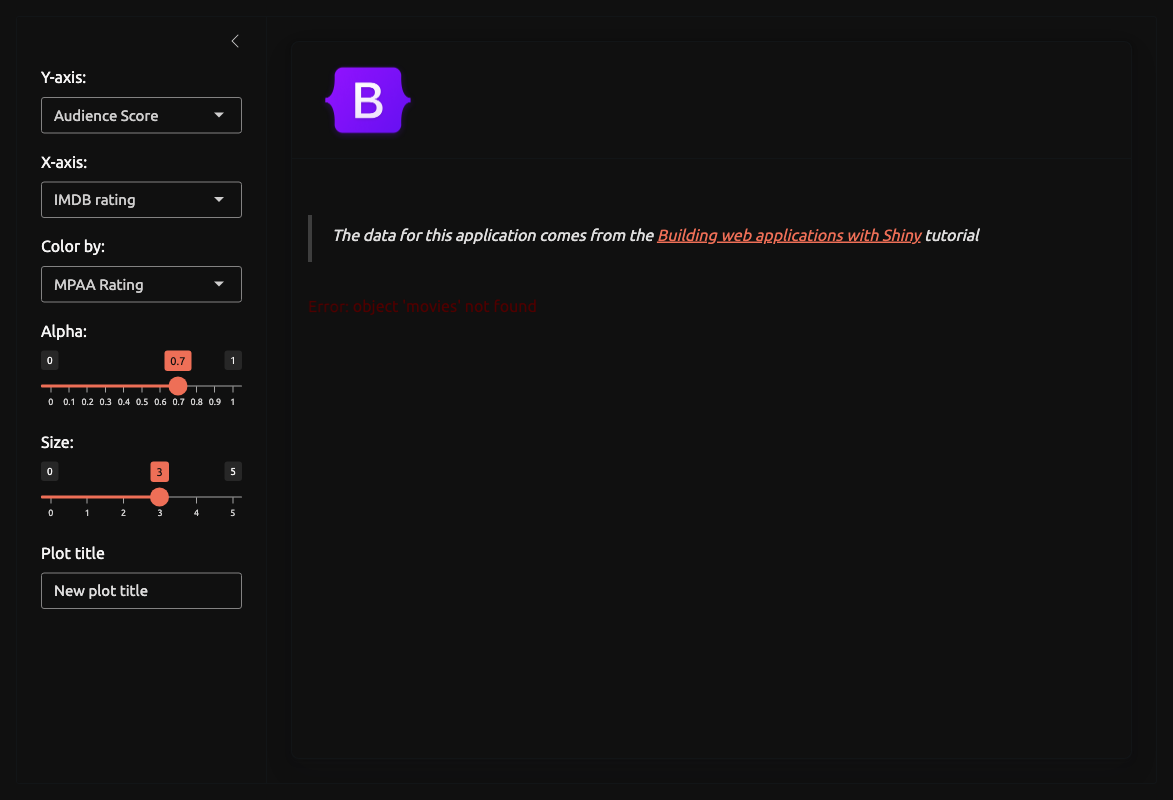 Y-axis:
Audience Score
X-axis:
IMDB rating
Color by:
MPAA Rating
Alpha:
0 0.7 1
0 0.1 0.2 0.3 0.4 0.5 0.6 0.7 0.8 0.9 1
Size:
0 3 5
0 1 2 3 4 5
Plot title
New plot title
B
The data for this application comes from the Building web applications with Shiny tutorial
Error: object 'movies' not found